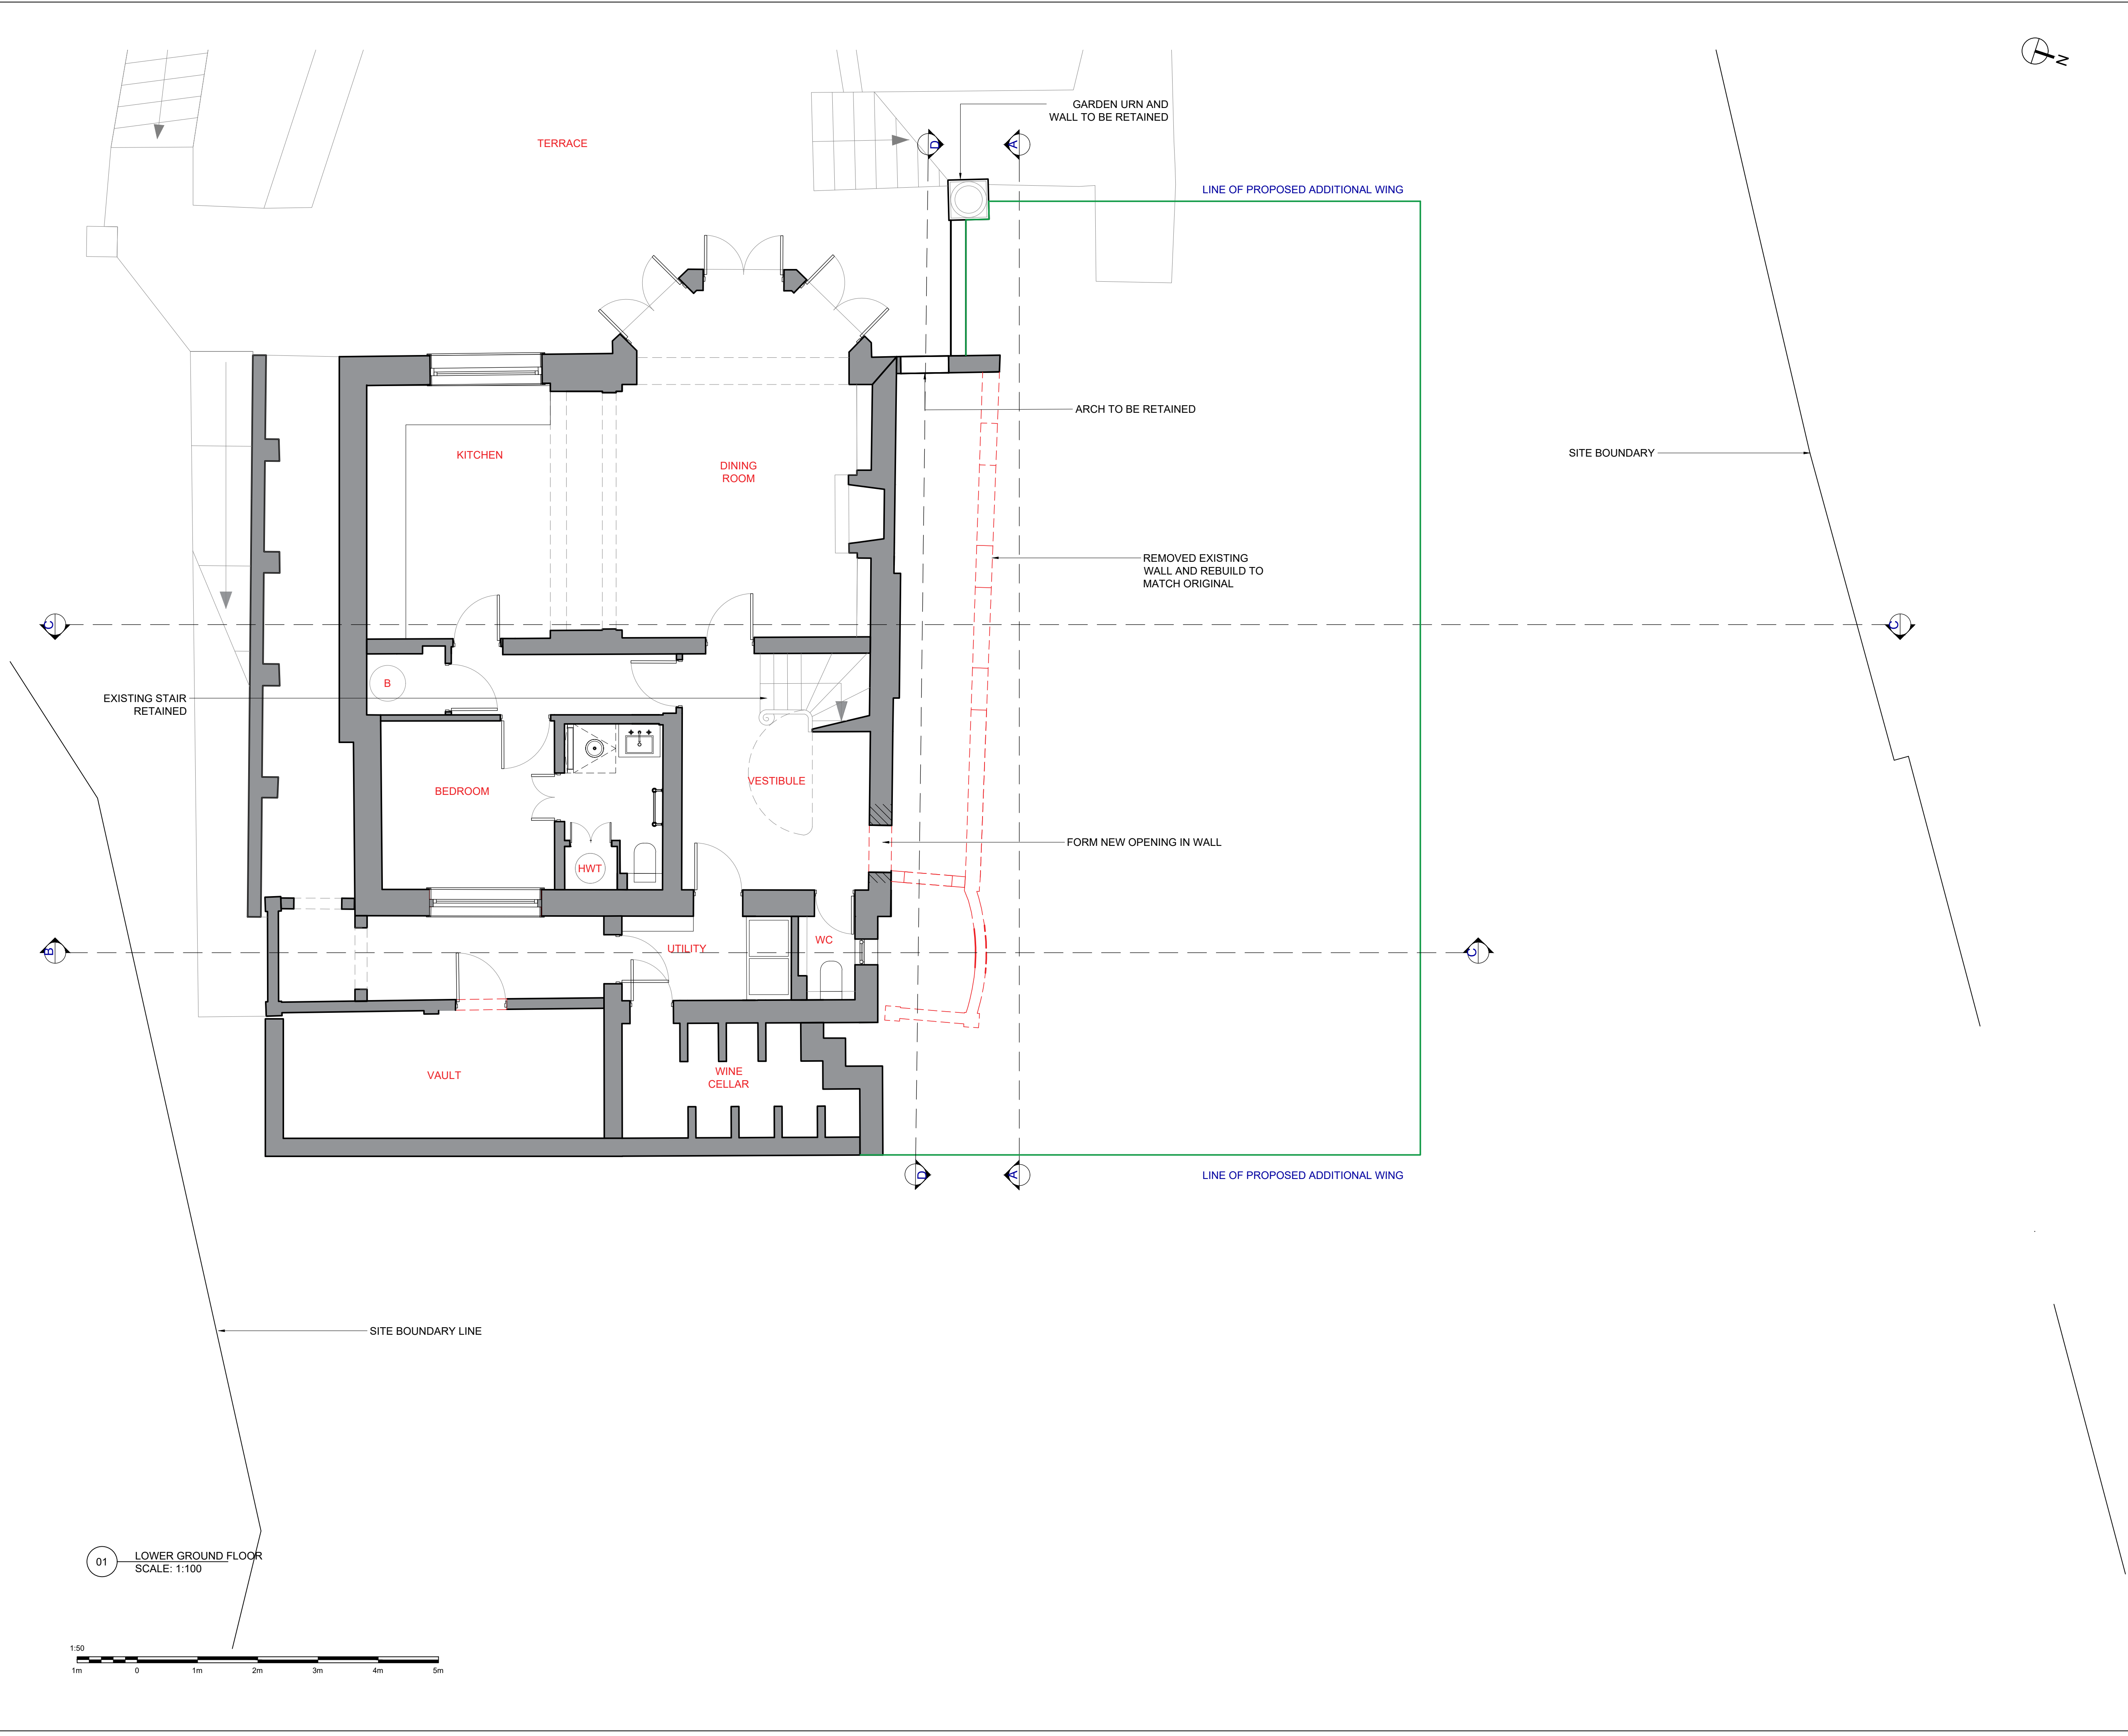 N
GARDEN URN AND
WALL TO BE RETAINED
TERRACE
D
A
LINE OF PROPOSED ADDITIONAL WING
ARCH TO BE RETAINED
KITCHEN
DINING
ROOM
SITE BOUNDARY
REMOVED EXISTING
WALL AND REBUILD TO
MATCH ORIGINAL
C
C
B
EXISTING STAIR
RETAINED
BEDROOM
VESTIBULE
FORM NEW OPENING IN WALL
HWT
UTILITY
WC
B
C
VAULT
WINE
CELLAR
D
A
LINE OF PROPOSED ADDITIONAL WING
SITE BOUNDARY LINE
01
LOWER GROUND FLOOR
SCALE: 1:100
1:50
1m 0 1m 2m 3m 4m 5m